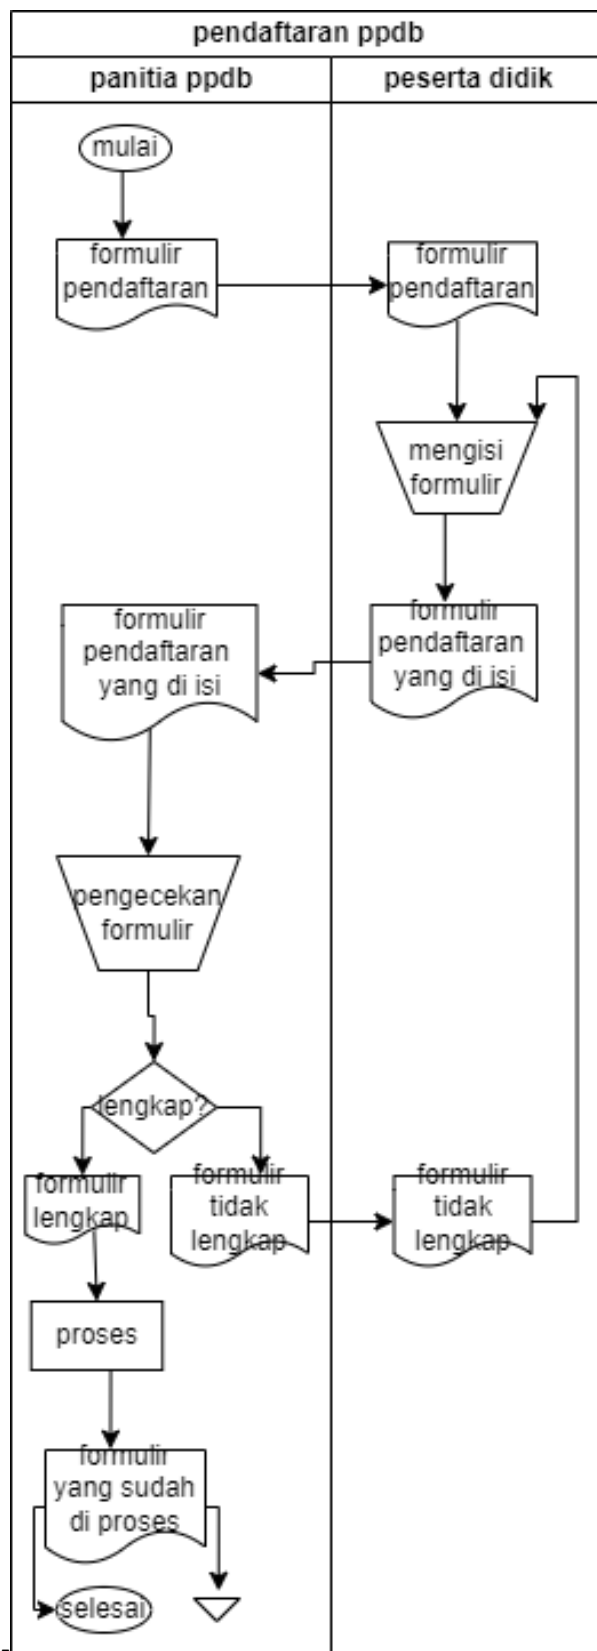 pendaftaran ppdb
panitia ppdb
peserta didik
mulai
formulir
pendaftaran
formulir
pendaftaran
mengisi
formulir
formulir
pendaftaran
yang di isi
formulir
pendaftaran
yang di isi
pengecekan
formulir
lengkap?
formulir
lengkap
formulir
tidak
lengkap
formulir
tidak
lengkap
proses
formulir
yang sudah
di proses
selesai